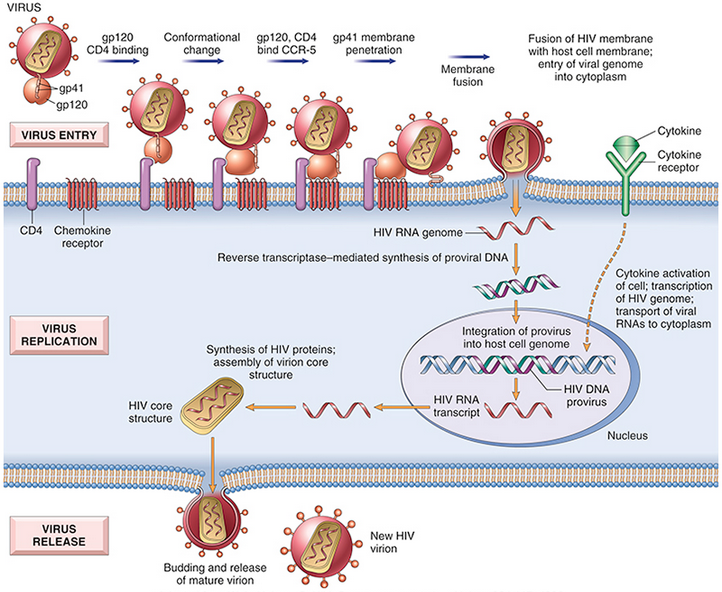 VIRUS
gp120
CD4 binding
Conformational
change
gp120, CD4
bind CCR-5
gp41 membrane
penetration
Membrane
fusion
Fusion of HIV membrane
with host cell membrane;
entry of viral genome
into cytoplasm
gp41
gp120
VIRUS ENTRY
Cytokine
Cytokine
receptor
CD4
Chemokine
receptor
HIV RNA genome
Reverse transcriptase–mediated synthesis of proviral DNA
Cytokine activation
of cell; transcription
of HIV genome;
transport of viral
RNAs to cytoplasm
VIRUS
REPLICATION
Integration of provirus
into host cell genome
Synthesis of HIV proteins;
assembly of virion core
structure
HIV DNA
provirus
HIV core
structure
HIV RNA
transcript
Nucleus
VIRUS
RELEASE
New HIV
virion
Budding and release
of mature virion